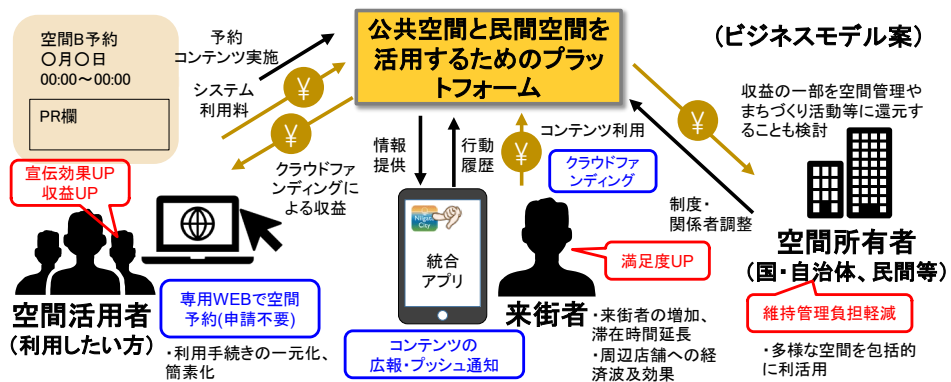 空間B予約
〇月〇日
00:00～00:00
PR欄
予約
コンテンツ実施
システム
利用料
¥
¥
クラウドファ
ンディングに
よる収益
公共空間と民間空間を
活用するためのプラッ
トフォーム
(ビジネスモデル案)
収益の一部を空間管理や
まちづくり活動等に還元す
ることも検討
¥
情報
提供
行動
履歴
¥
コンテンツ利用
クラウドファ
ンディング
制度・
関係者調整
宣伝効果UP
収益UP
空間活用者
(利用したい方)
専用WEBで空間
予約(申請不要)
・利用手続きの一元化、
簡素化
Niigata
City
統合
アプリ
コンテンツの
広報・プッシュ通知
満足度UP
来街者
・来街者の増加、
滞在時間延長
・周辺店舗への経
済波及効果
空間所有者
(国・自治体、民間等)
維持管理負担軽減
・多様な空間を包括的
に利活用